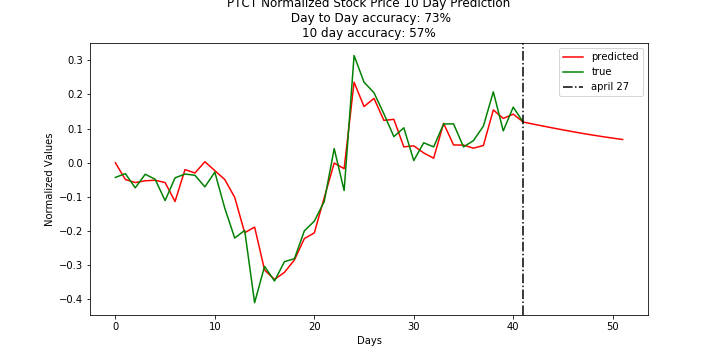 PTCT Normalized Stock Price 10 Day Prediction
Day to Day accuracy: 73%
10 day accuracy: 57%
predicted
true
april 27
Normalized Values
0.3
0.2
0.1
0.0
−0.1
−0.2
−0.3
−0.4
0 10 20 30 40 50
Days